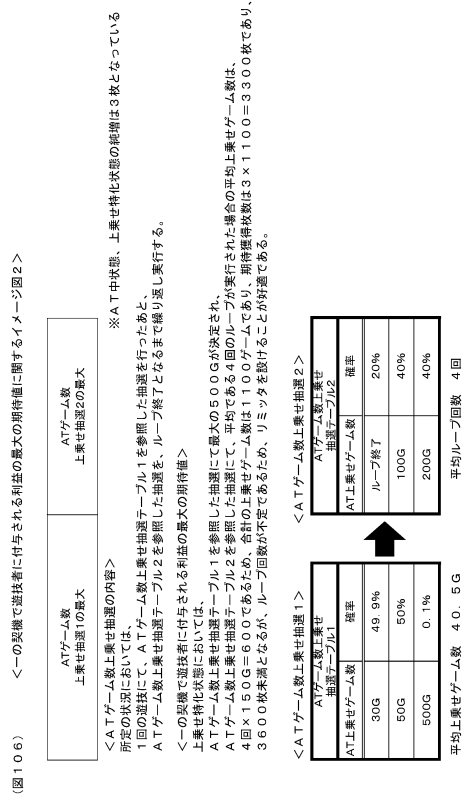 (図１０６)
＜一の契機で遊技者に付与される利益の最大の期待値に関するイメージ図２＞
ATゲーム数
上乗せ抽選1の最大
ATゲーム数
上乗せ抽選2の最大
※ＡＴ中状態、上乗せ特化状態の純増は３枚となっている
＜ＡＴゲーム数上乗せ抽選の内容＞
所定の状況においては、
１回の遊技にて、ＡＴゲーム数上乗せ抽選テーブル１を参照した抽選を行ったあと、
ＡＴゲーム数上乗せ抽選テーブル２を参照した抽選を、ループ終了となるまで繰り返し実行する。
＜一の契機で遊技者に付与される利益の最大の期待値＞
上乗せ特化状態においては、
ＡＴゲーム数上乗せ抽選テーブル１を参照した抽選にて最大の５００Ｇが決定され、
ＡＴゲーム数上乗せ抽選テーブル２を参照した抽選にて、平均である４回のループが実行された場合の平均上乗せゲーム数は、
４回×１５０Ｇ＝６００であるため、合計の上乗せゲーム数は１１００ゲームであり、期待獲得枚数は３×１１００＝３３００枚であり、
３６００枚未満となるが、ループ回数が不定であるため、リミッタを設けることが好適である。
＜ＡＴゲーム数上乗せ抽選１＞
ATゲーム数上乗せ
抽選テーブル1
AT上乗せゲーム数 確率
30G 49. 9%
50G 50%
500G 0. 1%
平均上乗せゲーム数 ４０．５Ｇ
＜ＡＴゲーム数上乗せ抽選２＞
ATゲーム数上乗せ
抽選テーブル2
AT上乗せゲーム数 確率
ループ終了 20%
100G 40%
200G 40%
平均ループ回数 ４回